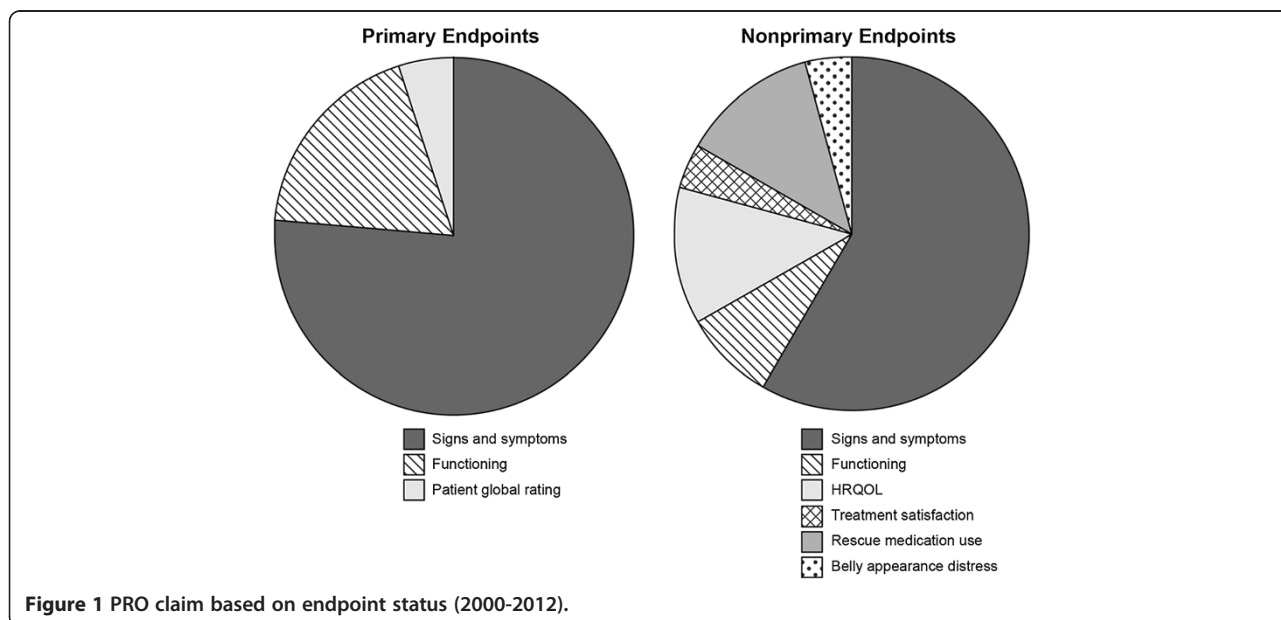 Primary Endpoints
Signs and symptoms
Functioning
Patient global rating
Nonprimary Endpoints
Signs and symptoms
Functioning
HRQOL
Treatment satisfaction
Rescue medication use
Belly appearance distress
Figure 1 PRO claim based on endpoint status (2000-2012).